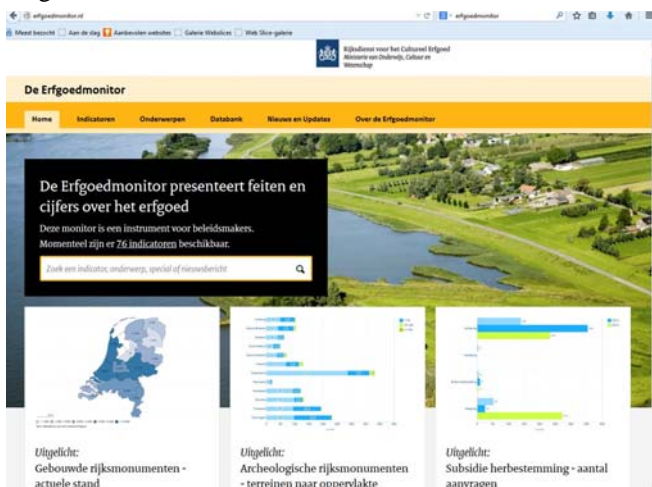 erfgoedmonitor.nl
erfgoedmonitor
Meest bezocht Aan de slag Aanbevolen websites Galerie Webslices Web Slice-galerie
Rijksdienst voor het Cultureel Erfgoed
Ministerie van Onderwijs, Cultuur en
Wetenschap
De Erfgoedmonitor
Home Indicatoren Onderwerpen Databank Nieuws en Updates Over de Erfgoedmonitor
De Erfgoedmonitor presenteert feiten en
cijfers over het erfgoed
Deze monitor is een instrument voor beleidsmakers.
Momenteel zijn er 76 indicatoren beschikbaar.
Zoek een indicator, onderwerp, special of nieuwsbericht
Uitgelicht:
Gebouwde rijksmonumenten -
actuele stand
Uitgelicht:
Archeologische rijksmonumenten
- terreinen naar oppervlakte
Uitgelicht:
Subsidie herbestemming - aantal
aanvragen